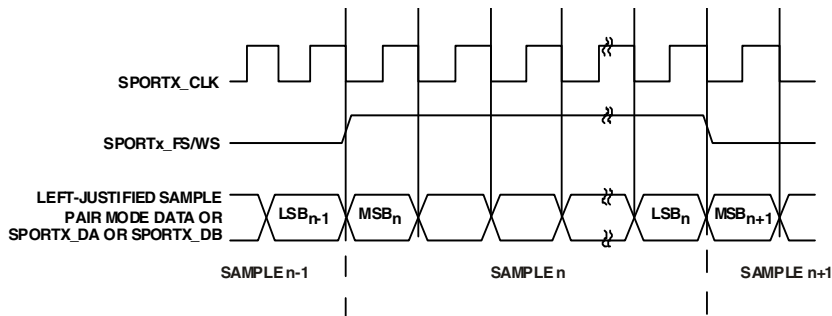 SPORTX_CLK
SPORTx_FS/WS
LEFT-JUSTIFIED SAMPLE
PAIR MODE DATA OR
SPORTX_DA OR SPORTX_DB
LSBn-1
MSBn
LSBn
MSBn+1
SAMPLE n-1
SAMPLE n
SAMPLE n+1